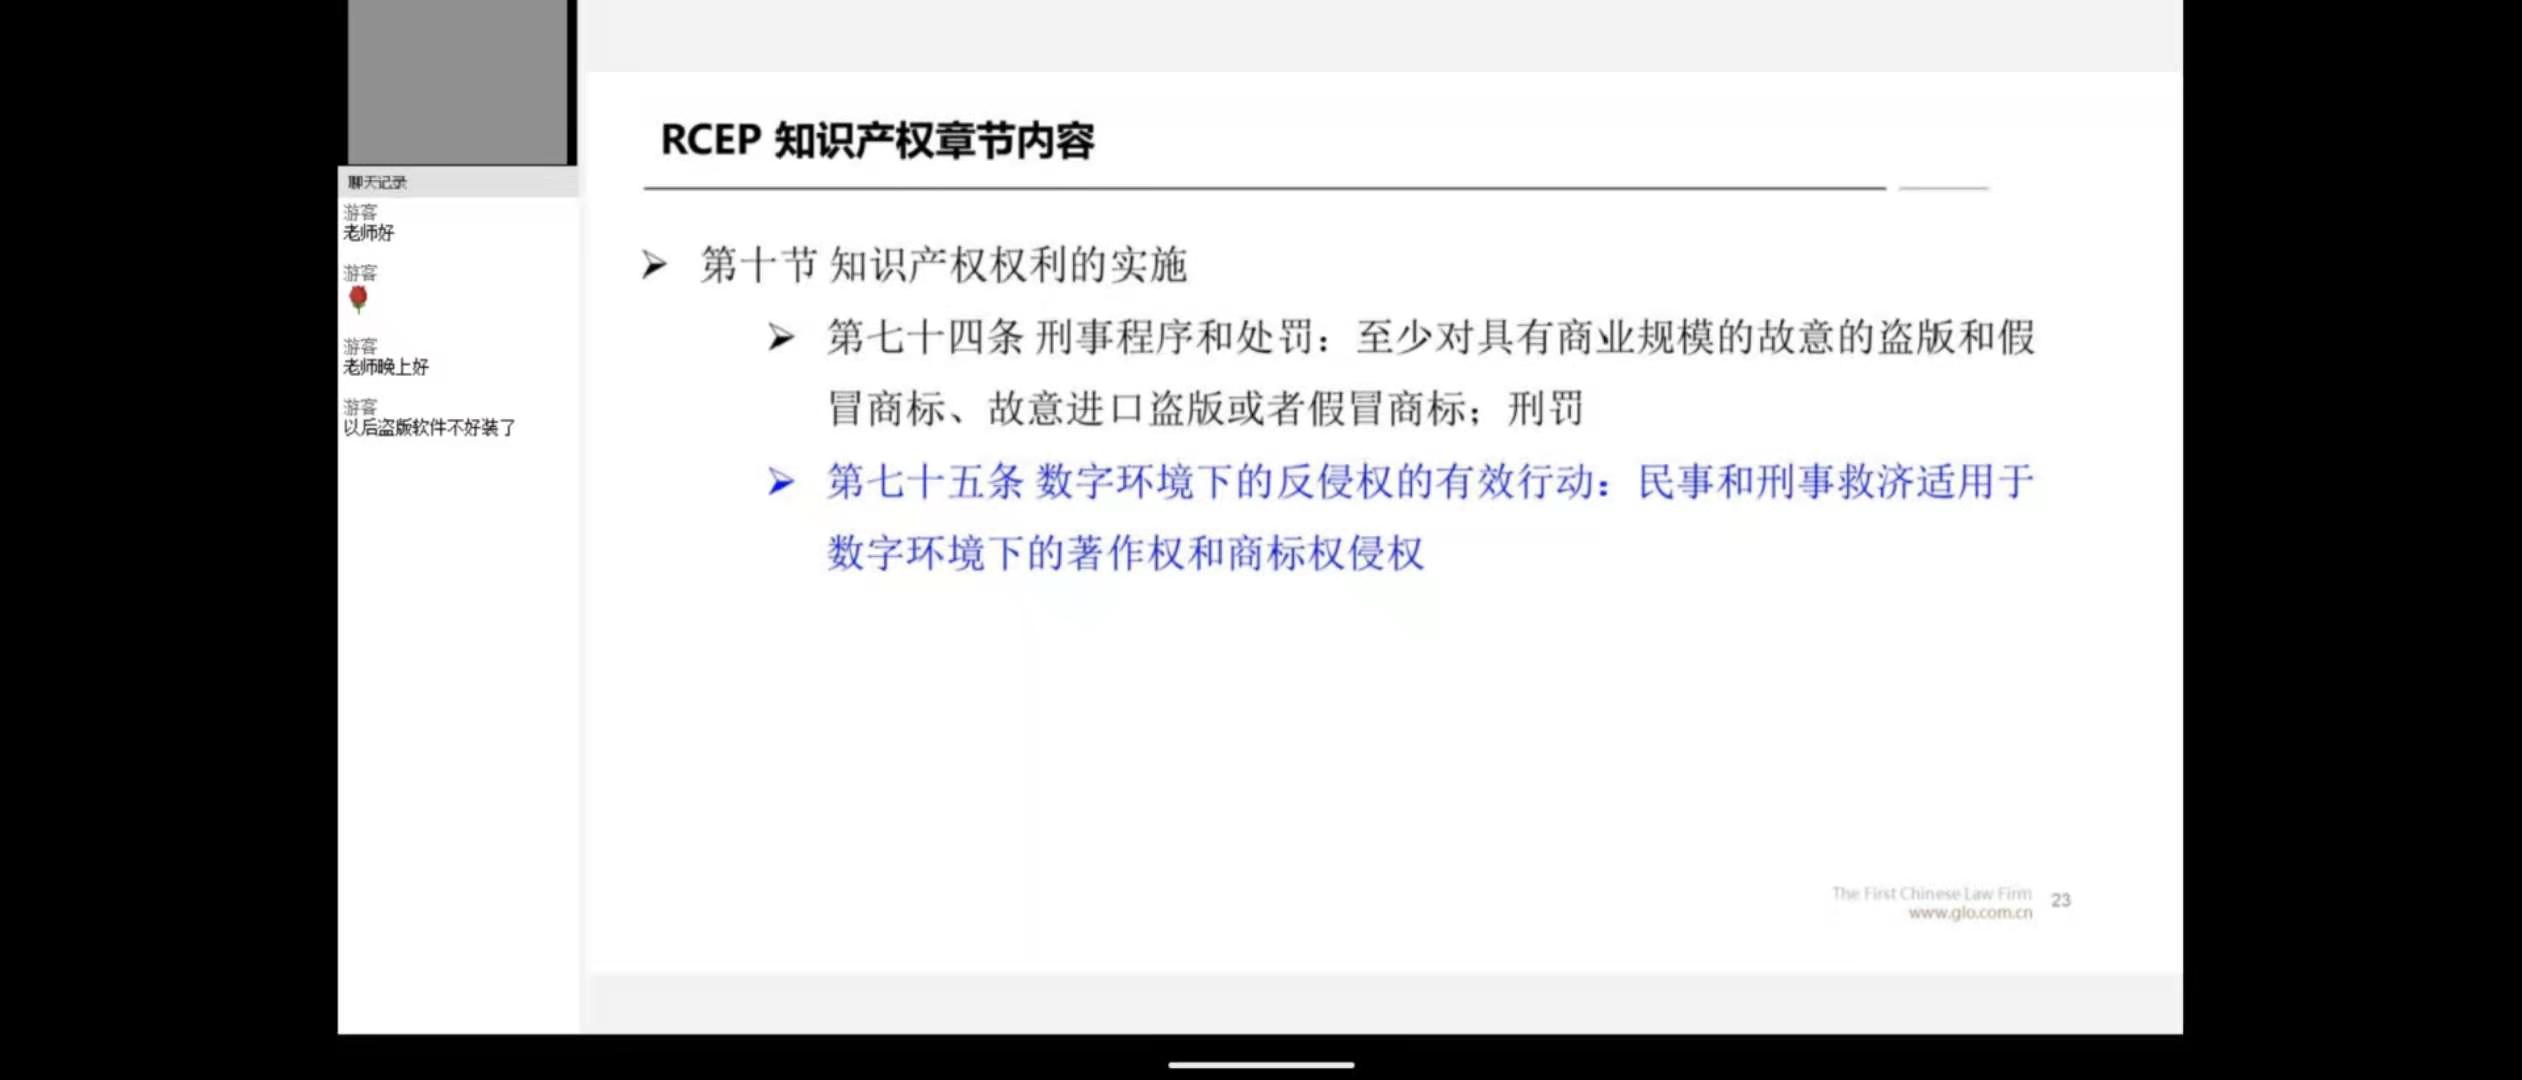 聊天记录
游客
老师好
游客
游客
老师晚上好
游客
以后盗版软件不好装了
RCEP 知识产权章节内容
第十节 知识产权权利的实施
第七十四条 刑事程序和处罚：至少对具有商业规模的故意的盗版和假
冒商标、故意进口盗版或者假冒商标；刑罚
第七十五条 数字环境下的反侵权的有效行动：民事和刑事救济适用于
数字环境下的著作权和商标权侵权
The First Chinese Law Firm
www.glo.com.cn
23